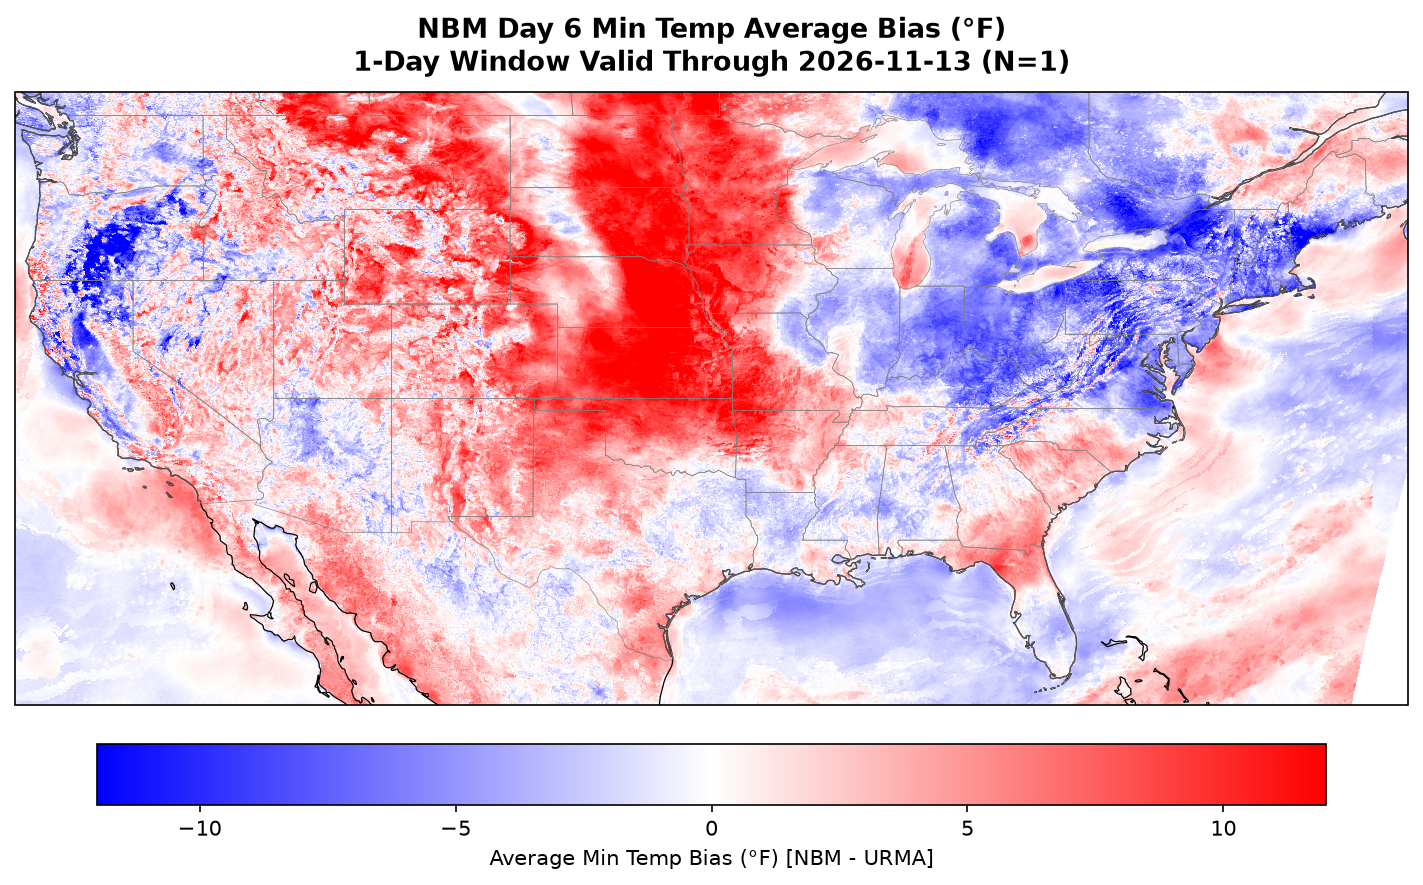 NBM Day 6 Min Temp Average Bias (°F)
1-Day Window Valid Through 2026-11-13 (N=1)
−10 −5 0 5 10
Average Min Temp Bias (°F) [NBM - URMA]